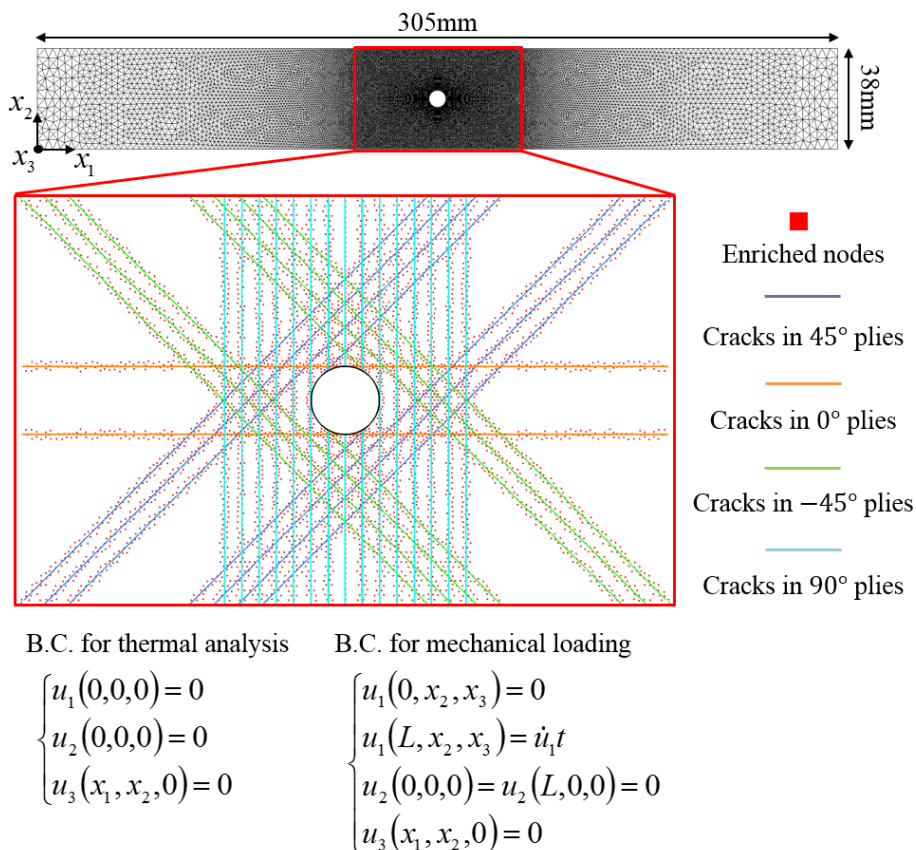 305mm
38mm
x₂
x₃ x₁
Enriched nodes
Cracks in 45° plies
Cracks in 0° plies
Cracks in −45° plies
Cracks in 90° plies
B.C. for thermal analysis
u₁(0,0,0) = 0
u₂(0,0,0) = 0
u₃(x₁, x₂,0) = 0
B.C. for mechanical loading
u₁(0, x₂, x₃) = 0
u₁(L, x₂, x₃) = u̇₁t
u₂(0,0,0) = u₂(L,0,0) = 0
u₃(x₁, x₂,0) = 0